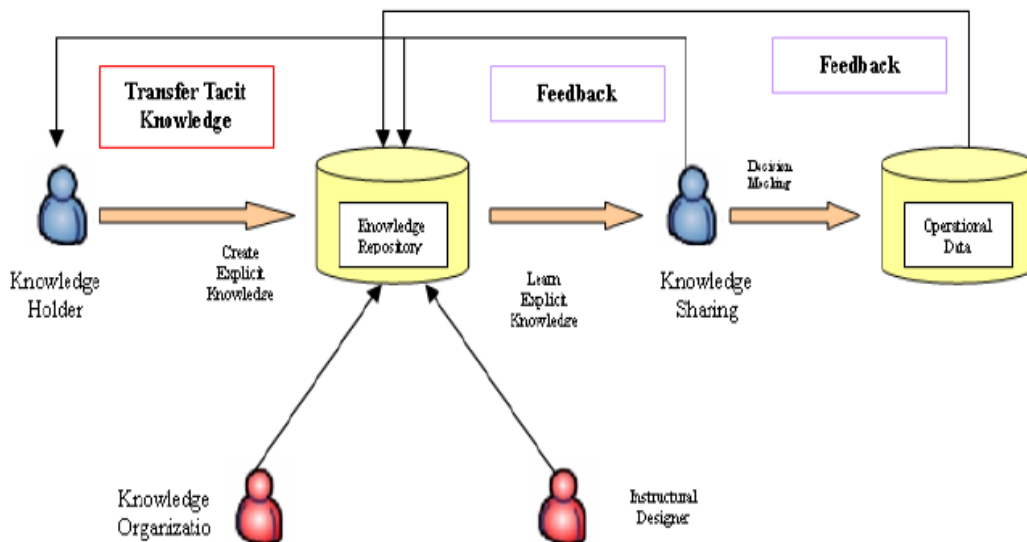 Feedback
Transfer Tacit
Knowledge
Feedback
Decision
Mocking
Knowledge
Repository
Operational
Data
Knowledge
Holder
Create
Explicit
Knowledge
Learn
Explicit
Knowledge
Knowledge
Sharing
Knowledge
Organizatio
Instructural
Designer